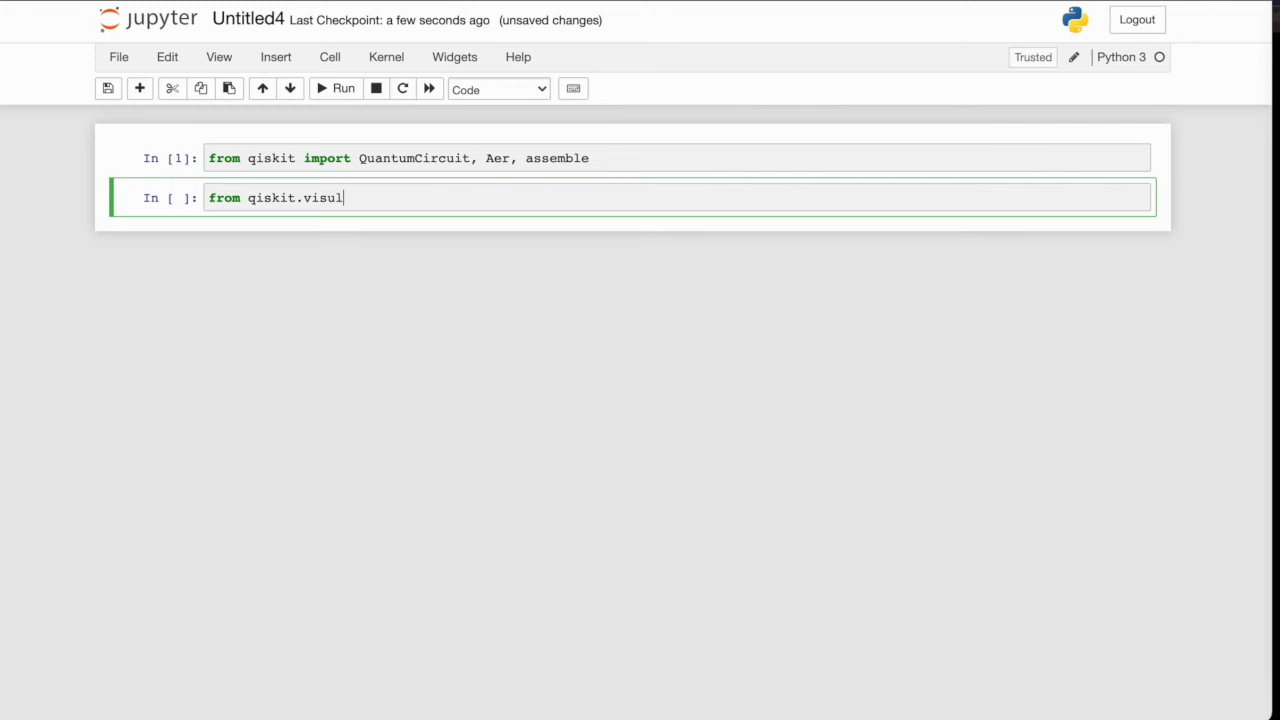 jupyter Untitled4 Last Checkpoint: a few seconds ago (unsaved changes) Logout
File Edit View Insert Cell Kernel Widgets Help Trusted Python 3
Run Code
In [1]: from qiskit import QuantumCircuit, Aer, assemble
In [ ]: from qiskit.visul